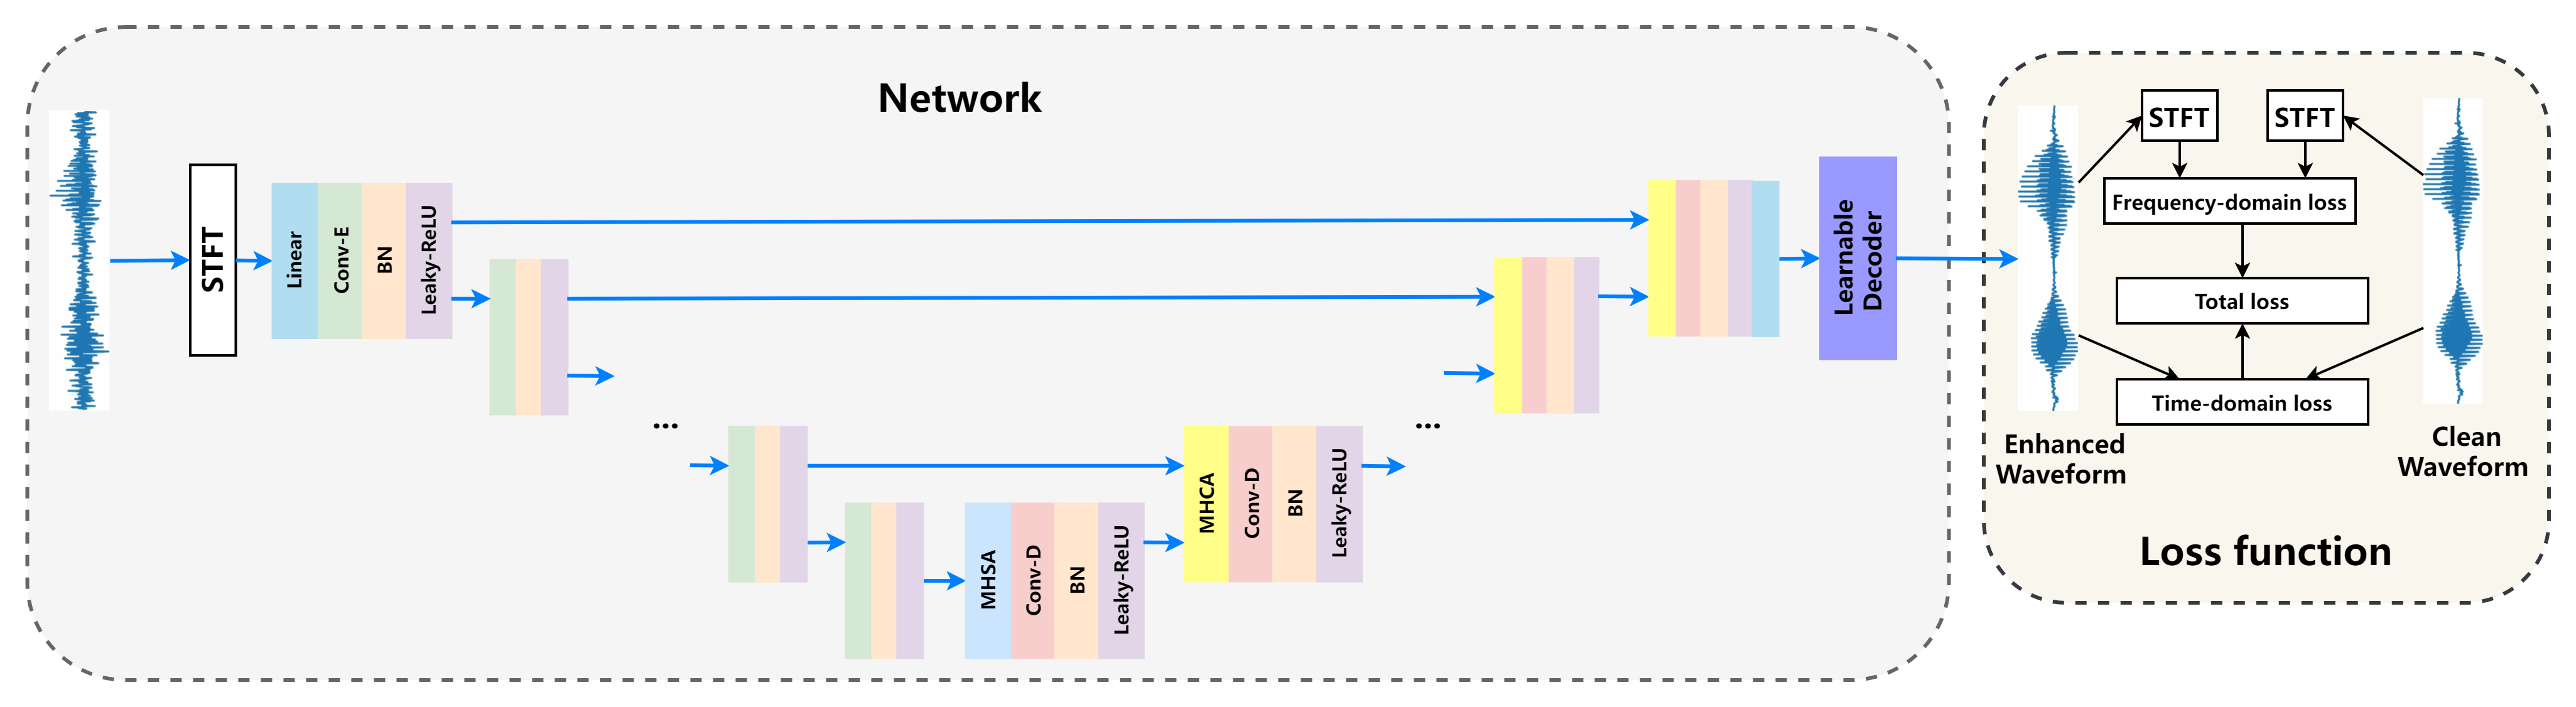 Network
STFT
Linear
Conv-E
BN
Leaky-ReLU
...
MHSA
Conv-D
BN
Leaky-ReLU
MHCA
Conv-D
BN
Leaky-ReLU
...
Learnable
Decoder
STFT
STFT
Frequency-domain loss
Total loss
Time-domain loss
Enhanced
Waveform
Clean
Waveform
Loss function